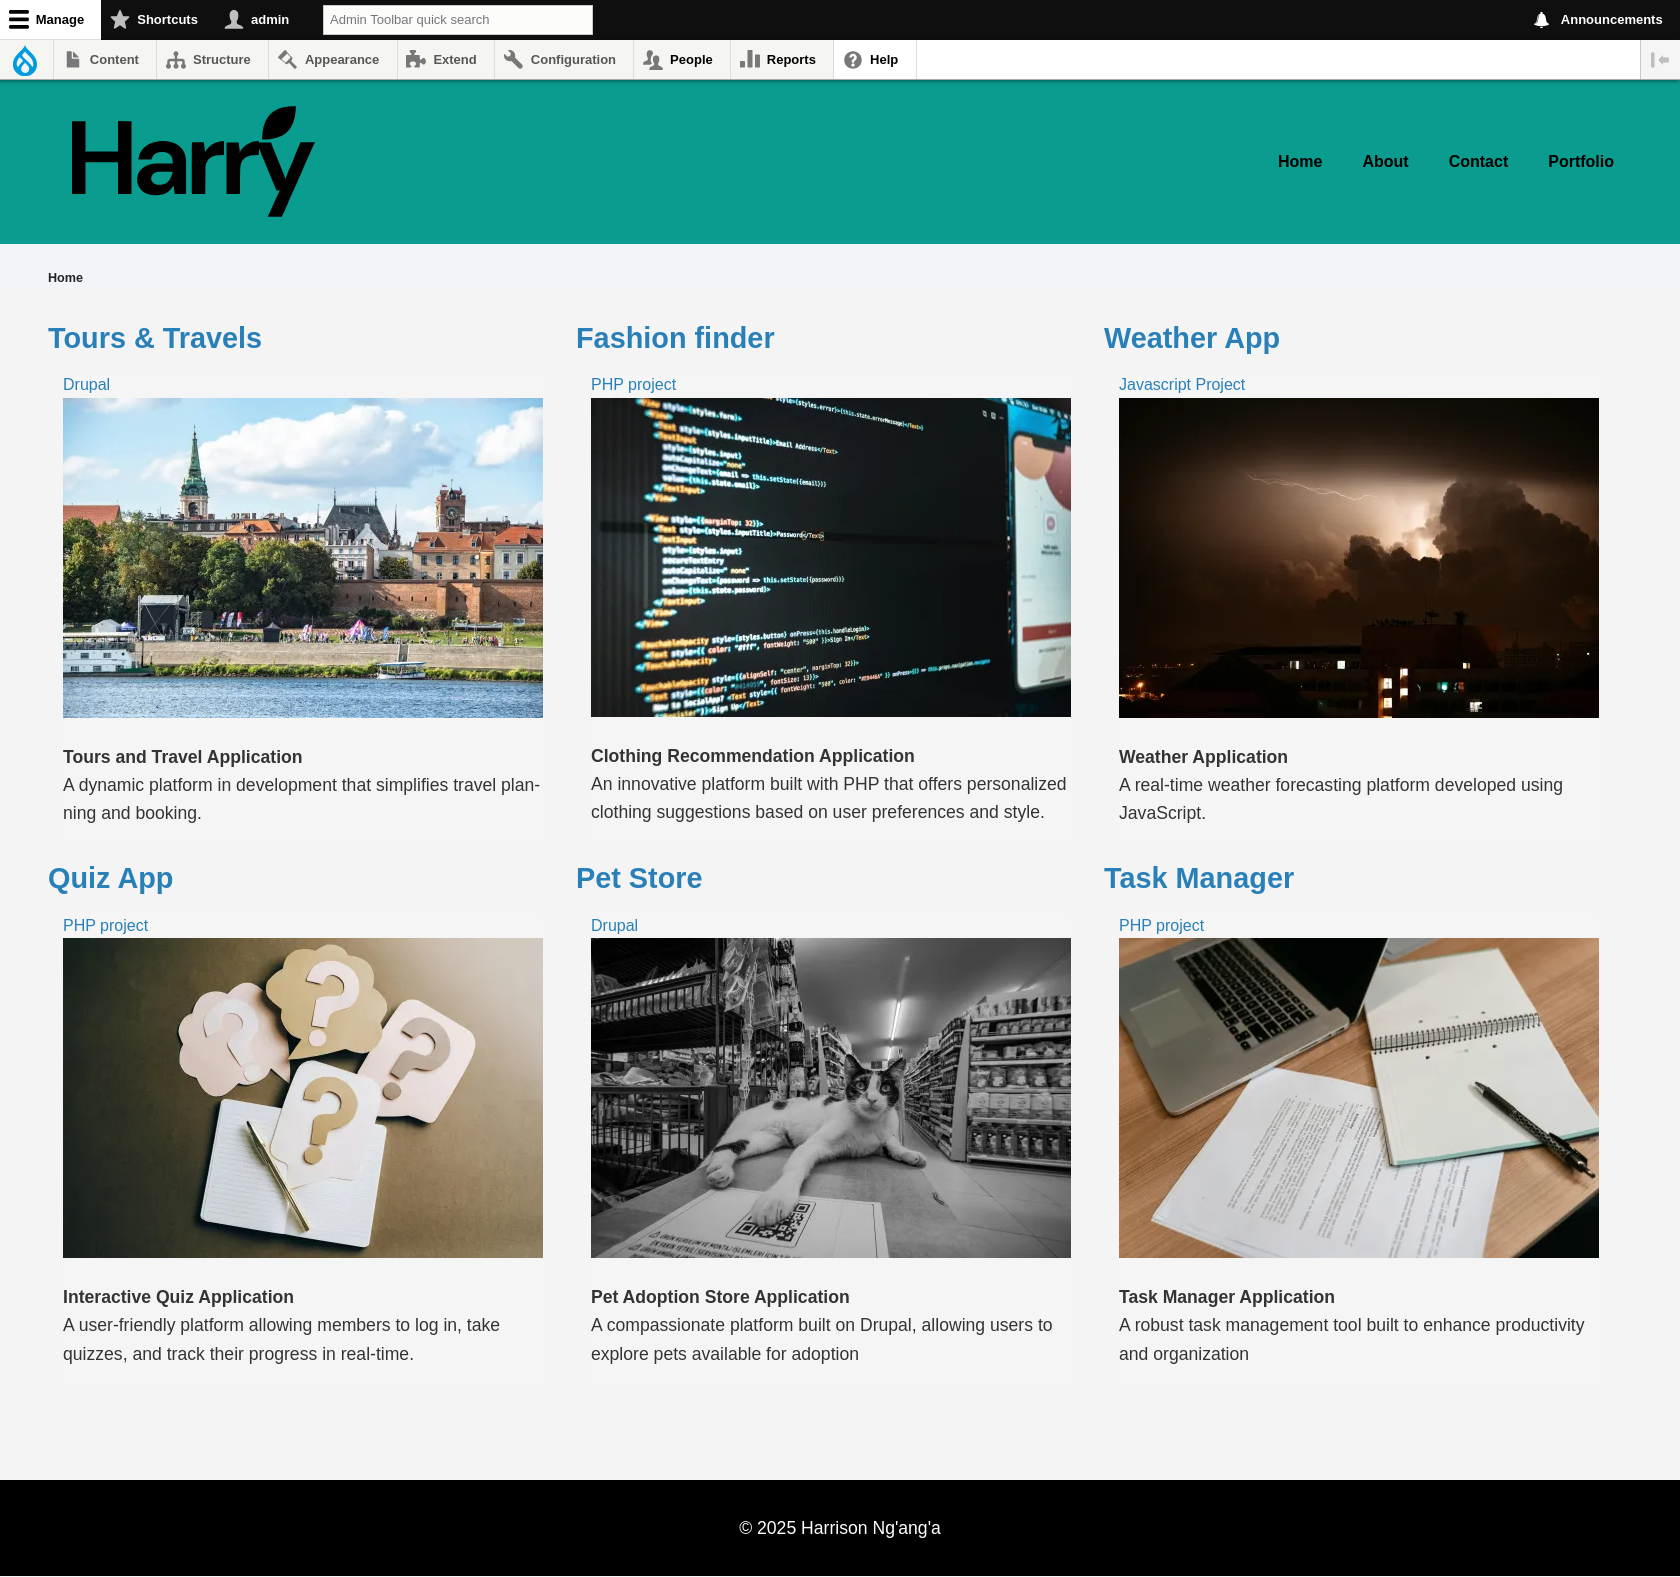 Manage
Shortcuts
admin
Admin Toolbar quick search
Announcements
Content
Structure
Appearance
Extend
Configuration
People
Reports
Help
Harry
Home
About
Contact
Portfolio
Home
Tours & Travels
Drupal
Tours and Travel Application
A dynamic platform in development that simplifies travel plan-
ning and booking.
Fashion finder
PHP project
Clothing Recommendation Application
An innovative platform built with PHP that offers personalized
clothing suggestions based on user preferences and style.
Weather App
Javascript Project
Weather Application
A real-time weather forecasting platform developed using
JavaScript.
Quiz App
PHP project
Interactive Quiz Application
A user-friendly platform allowing members to log in, take
quizzes, and track their progress in real-time.
Pet Store
Drupal
Pet Adoption Store Application
A compassionate platform built on Drupal, allowing users to
explore pets available for adoption
Task Manager
PHP project
Task Manager Application
A robust task management tool built to enhance productivity
and organization
© 2025 Harrison Ng'ang'a